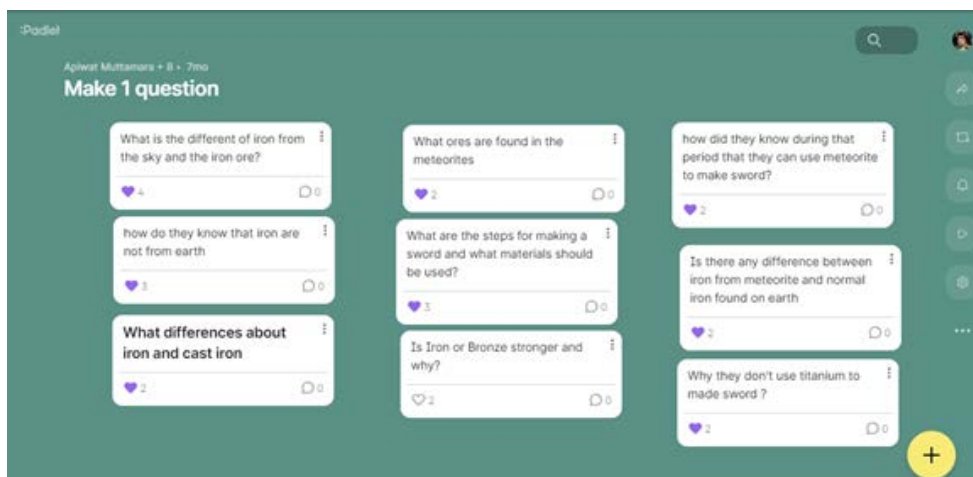 :Padlet
Apiwat Muttamara + 8 • 7mo
Make 1 question
What is the different of iron from
the sky and the iron ore?
4
0
how do they know that iron are
not from earth
3
0
What differences about
iron and cast iron
2
0
What ores are found in the
meteorites
2
0
What are the steps for making a
sword and what materials should
be used?
3
0
Is Iron or Bronze stronger and
why?
2
0
how did they know during that
period that they can use meteorite
to make sword?
2
0
Is there any difference between
iron from meteorite and normal
iron found on earth
2
0
Why they don't use titanium to
made sword ?
2
0